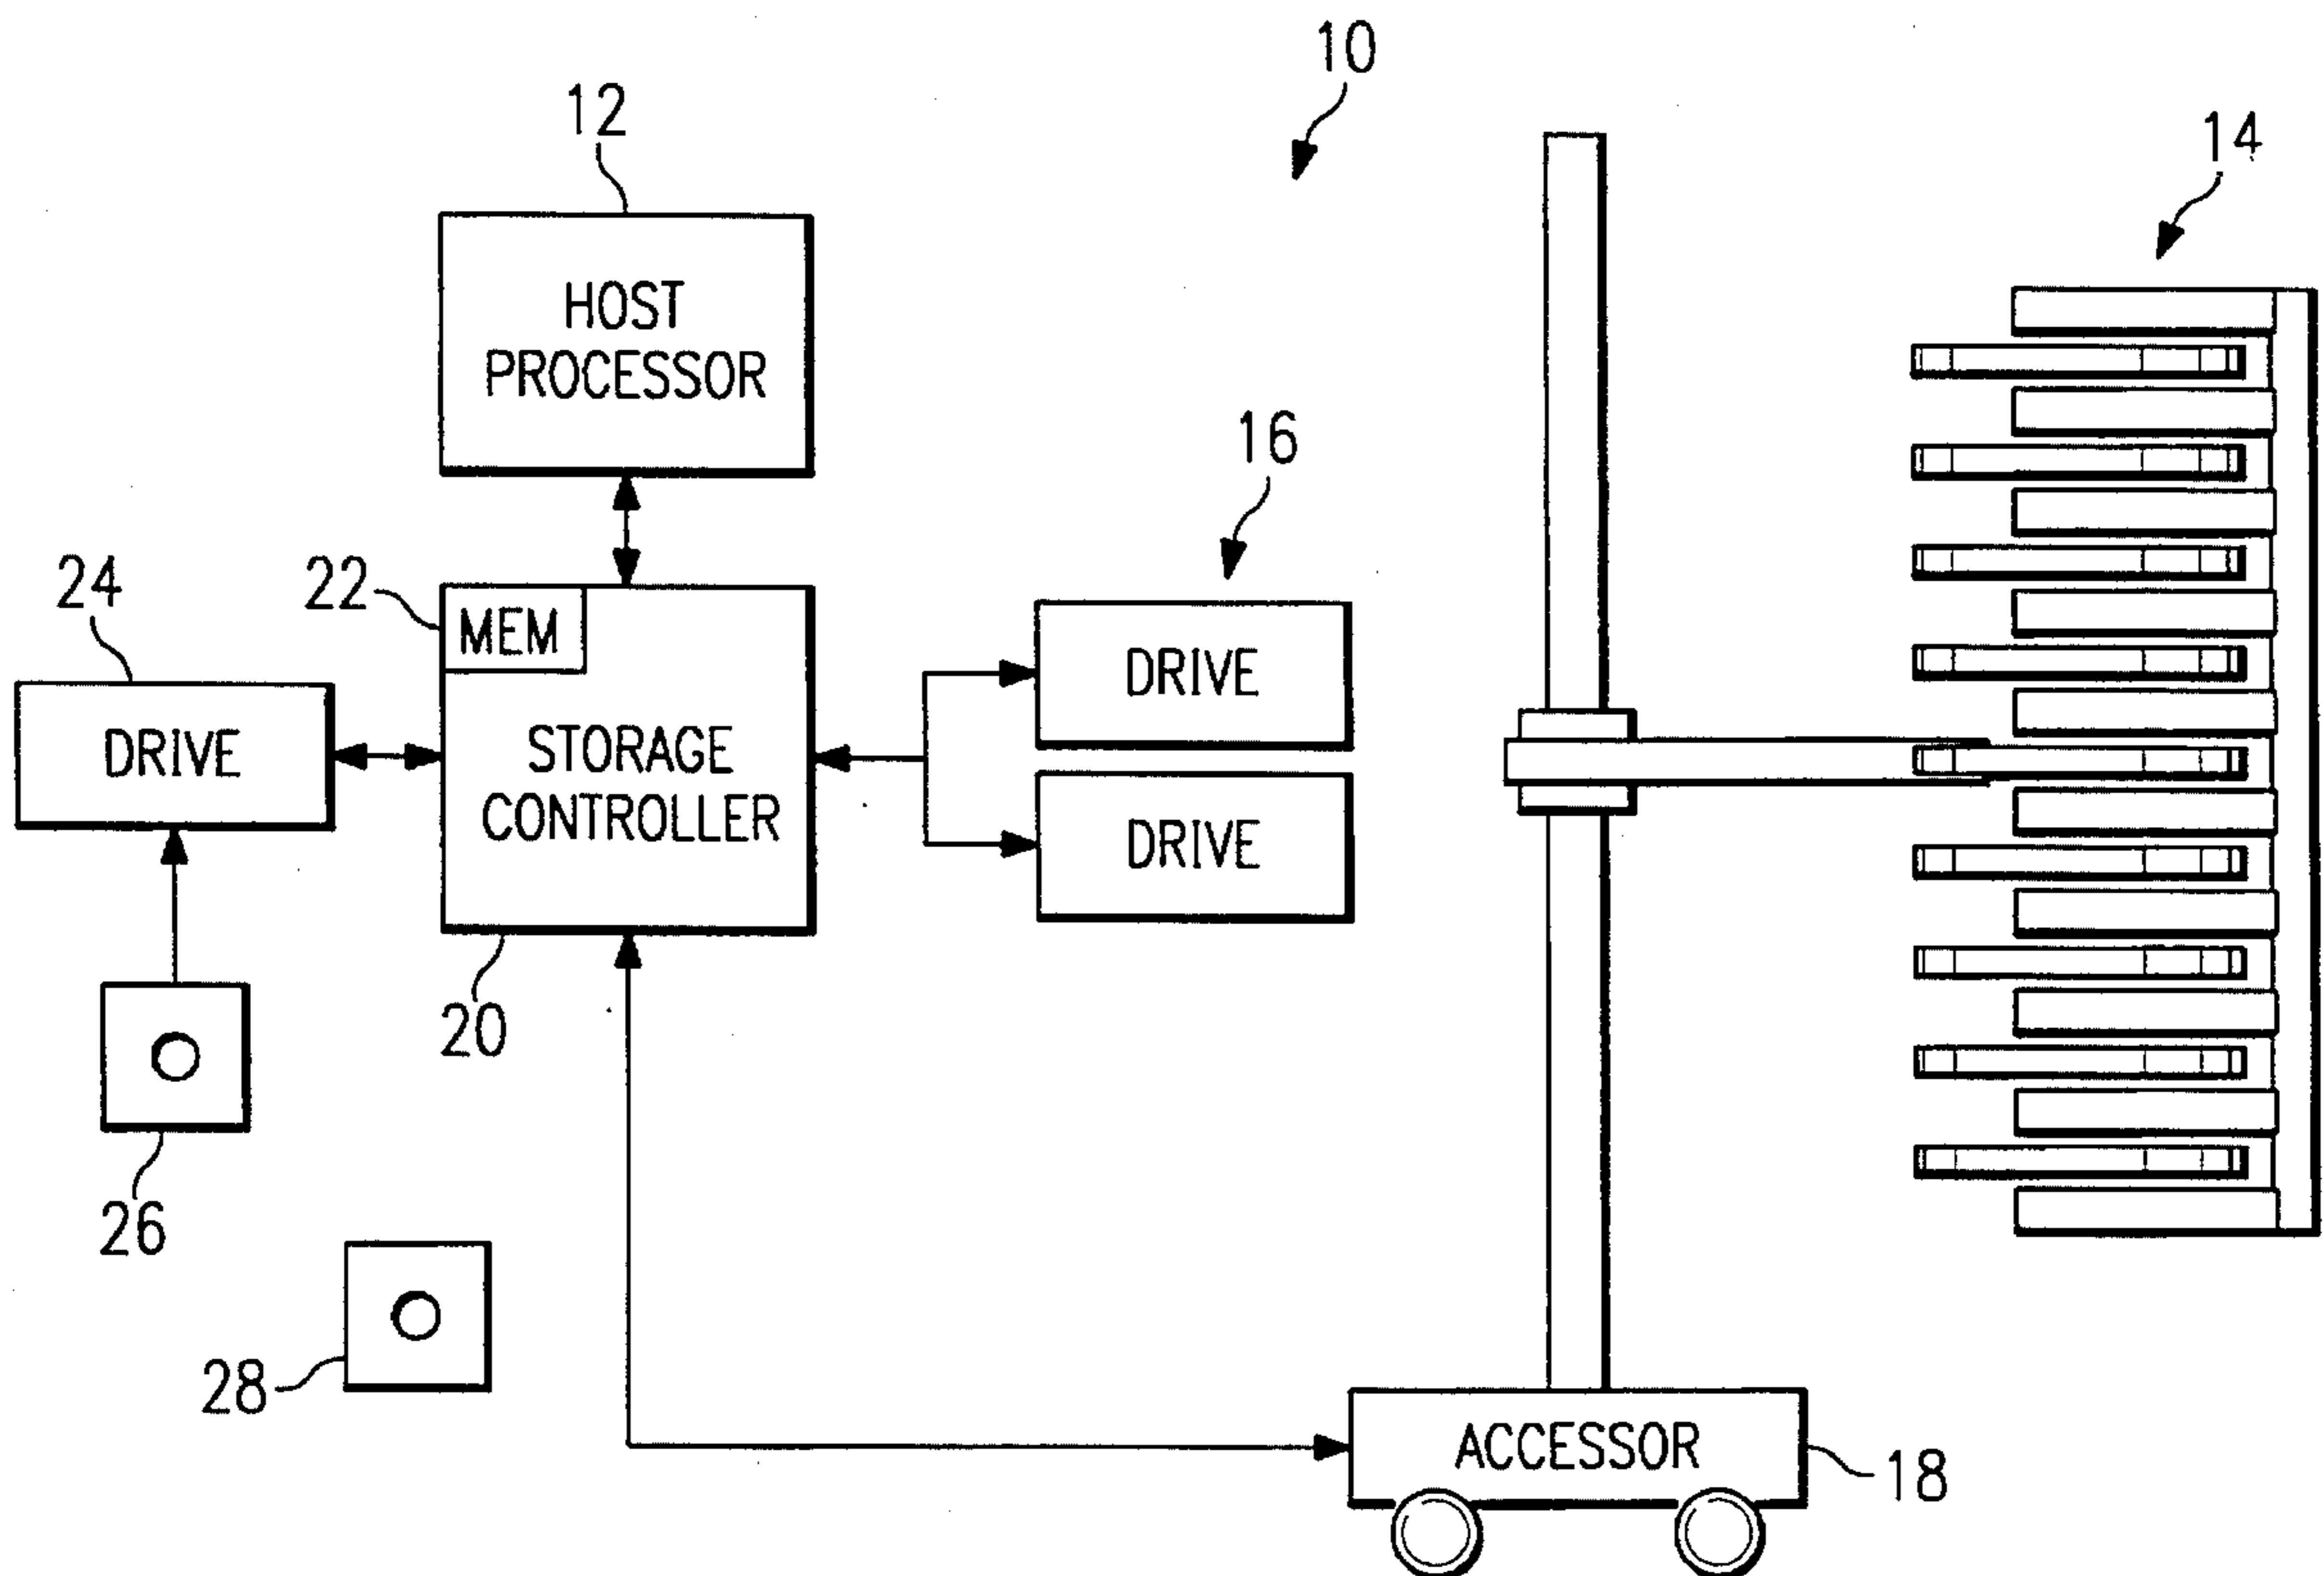 10
12
14
HOST
PROCESSOR
16
24
22
MEM
DRIVE
DRIVE
STORAGE
CONTROLLER
DRIVE
20
26
28
ACCESSOR
18